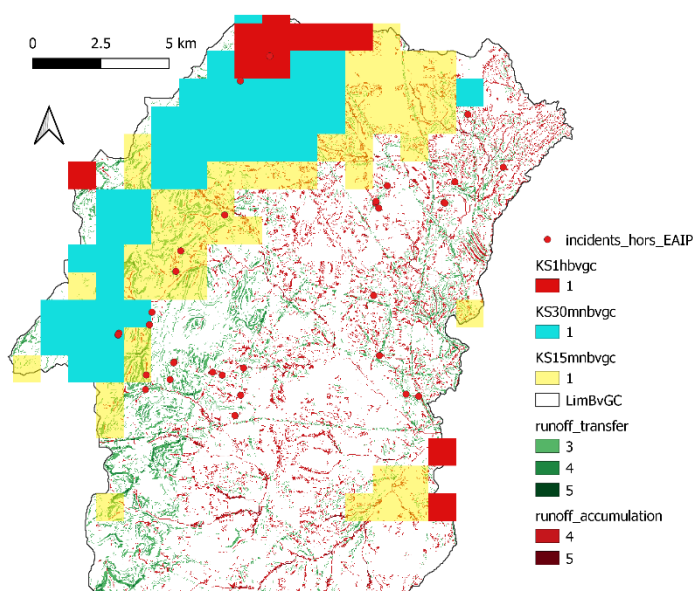 0 2.5 5 km
incidents_hors_EAIP
KS1hbvgc
1
KS30mnbvgc
1
KS15mnbvgc
1
LimBvGC
runoff_transfer
3
4
5
runoff_accumulation
4
5